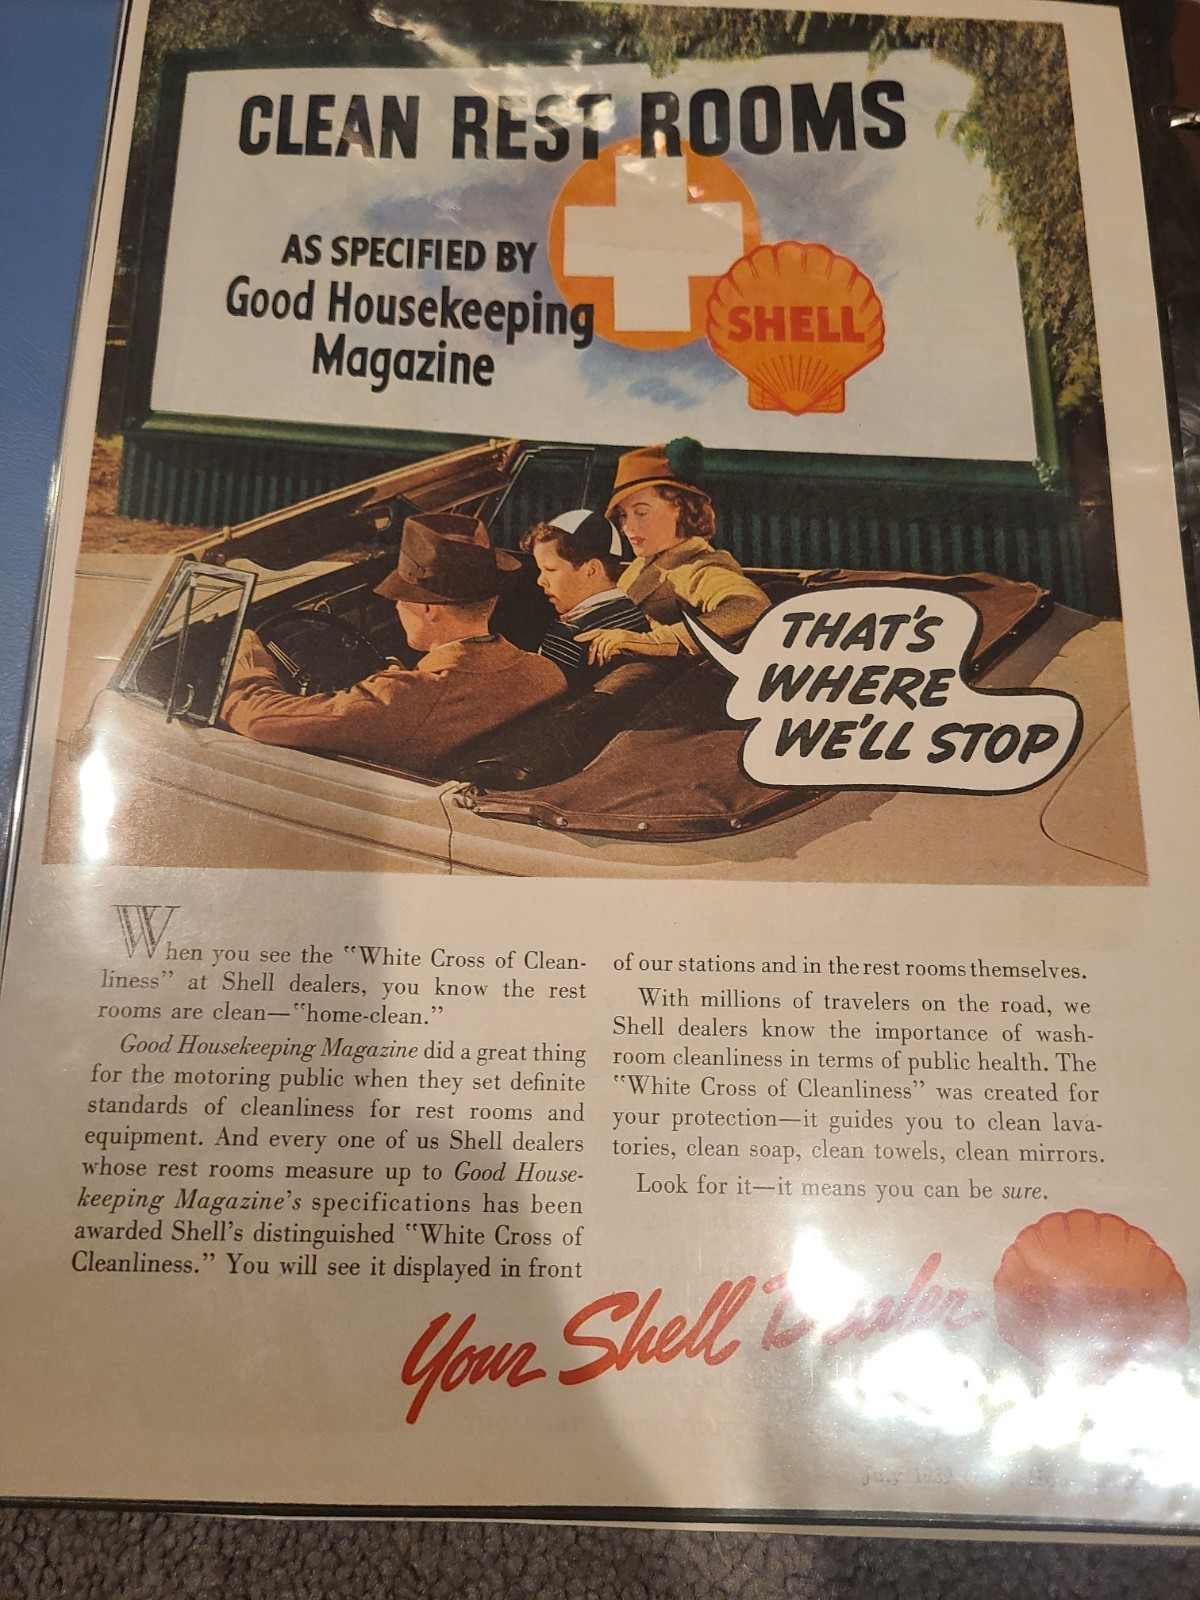 CLEAN REST ROOMS
AS SPECIFIED BY
Good Housekeeping
Magazine
SHELL
THAT'S
WHERE
WE'LL STOP
When you see the "White Cross of Clean-
liness" at Shell dealers, you know the rest
rooms are clean—"home-clean."
Good Housekeeping Magazine did a great thing
for the motoring public when they set definite
standards of cleanliness for rest rooms and
equipment. And every one of us Shell dealers
whose rest rooms measure up to Good House-
keeping Magazine's specifications has been
awarded Shell's distinguished "White Cross of
Cleanliness." You will see it displayed in front
of our stations and in the rest rooms themselves.
With millions of travelers on the road, we
Shell dealers know the importance of wash-
room cleanliness in terms of public health. The
"White Cross of Cleanliness" was created for
your protection—it guides you to clean lava-
tories, clean soap, clean towels, clean mirrors.
Look for it—it means you can be sure.
Your Shell Dealer
July